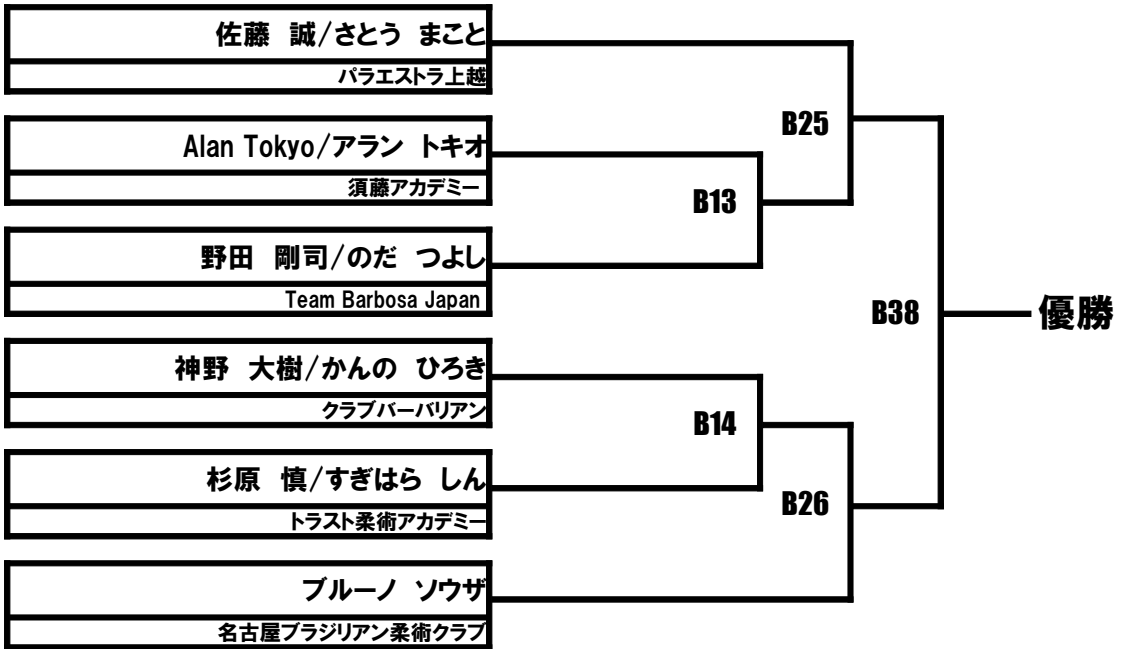 佐藤　誠/さとう　まこと
パラエストラ上越
B25
Alan Tokyo/アラン　トキオ
須藤アカデミー
B13
野田　剛司/のだ　つよし
Team Barbosa Japan
B38
優勝
神野　大樹/かんの　ひろき
クラブバーバリアン
B14
杉原　慎/すぎはら　しん
トラスト柔術アカデミー
B26
ブルーノ　ソウザ
名古屋ブラジリアン柔術クラブ